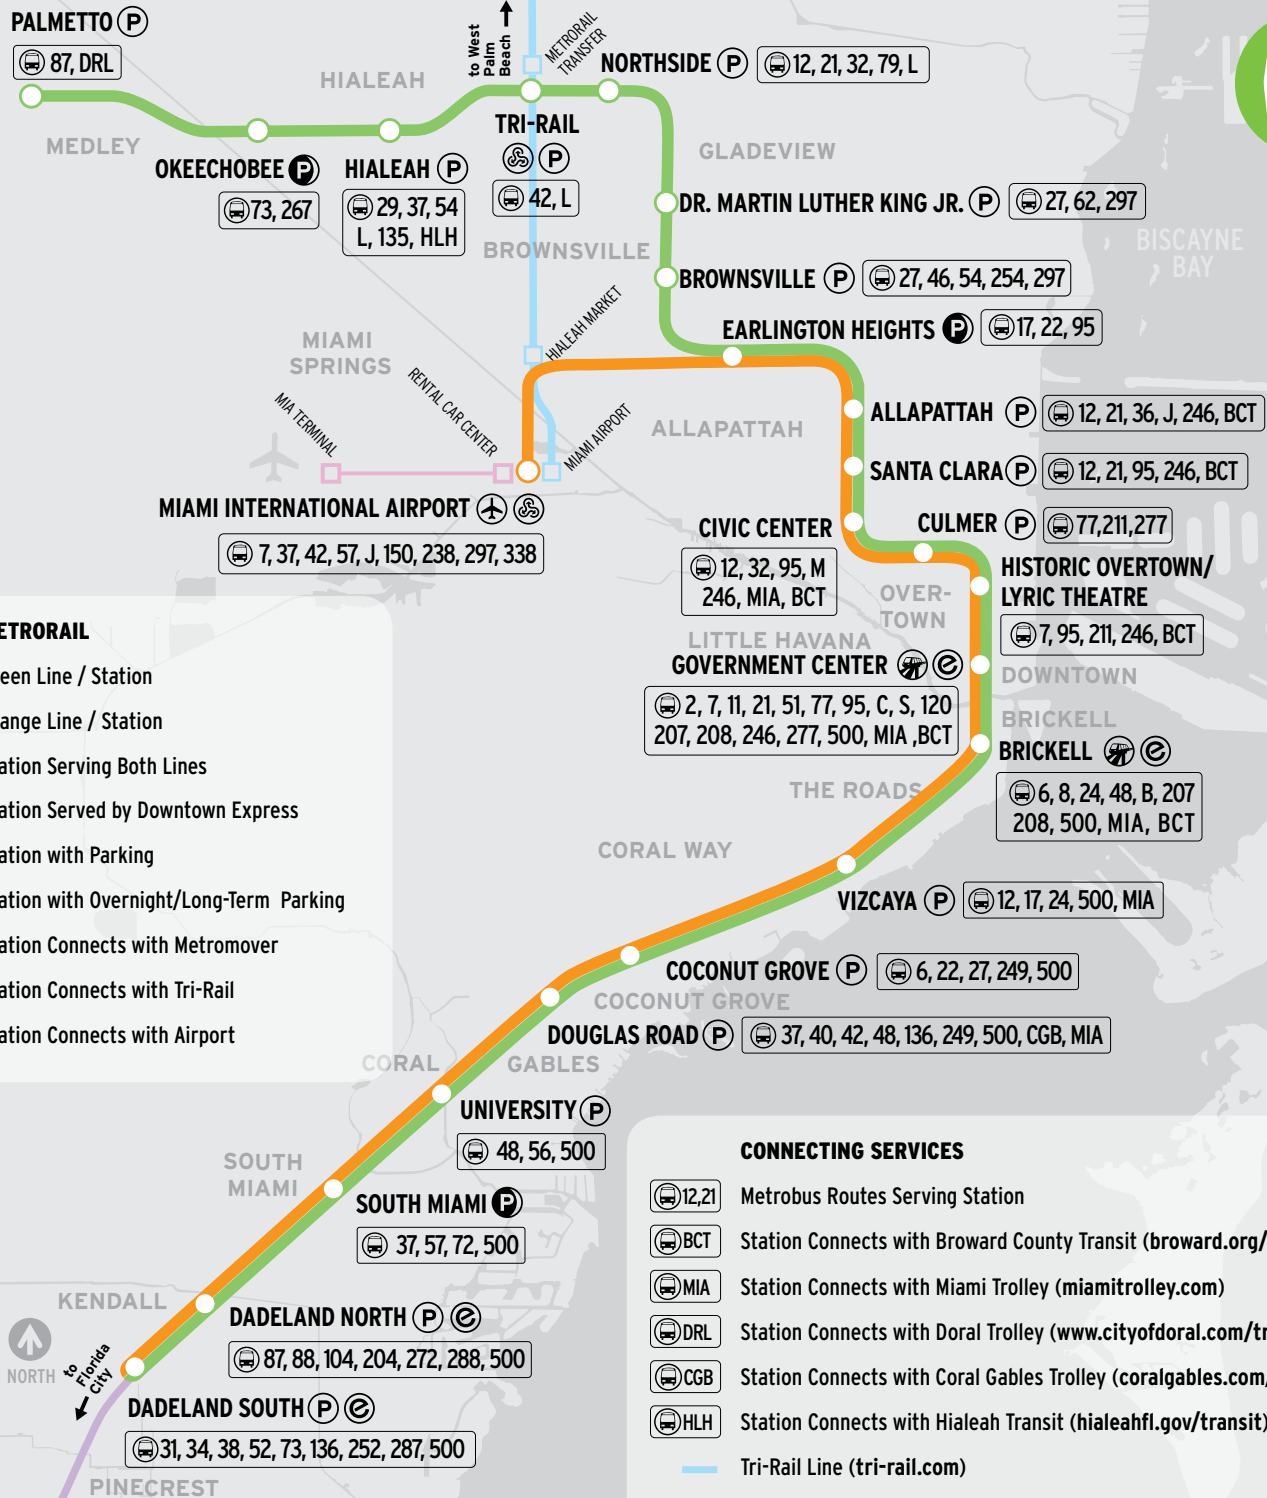 PALMETTO P
87, DRL
to West
Palm
Beach
METRORAIL
TRANSFER
NORTHSIDE P
12, 21, 32, 79, L
HIALEAH
MEDLEY
TRI-RAIL
P
42, L
GLADEVIEW
OKEECHOBEE P
73, 267
HIALEAH P
29, 37, 54
L, 135, HLH
DR. MARTIN LUTHER KING JR. P
27, 62, 297
BROWNSVILLE
BISCAYNE
BAY
BROWNSVILLE P
27, 46, 54, 254, 297
EARLINGTON HEIGHTS P
17, 22, 95
MIAMI
SPRINGS
HIALEAH MARKET
RENTAL CAR CENTER
MIA TERMINAL
MIAMI AIRPORT
ALLAPATTAH
ALLAPATTAH P
12, 21, 36, J, 246, BCT
SANTA CLARA P
12, 21, 95, 246, BCT
MIAMI INTERNATIONAL AIRPORT
7, 37, 42, 57, J, 150, 238, 297, 338
CIVIC CENTER
12, 32, 95, M
246, MIA, BCT
CULMER P
77,211,277
OVER-
TOWN
HISTORIC OVERTOWN/
LYRIC THEATRE
7, 95, 211, 246, BCT
LITTLE HAVANA
GOVERNMENT CENTER e
2, 7, 11, 21, 51, 77, 95, C, S, 120
207, 208, 246, 277, 500, MIA ,BCT
DOWNTOWN
BRICKELL
BRICKELL e
6, 8, 24, 48, B, 207
208, 500, MIA, BCT
THE ROADS
CORAL WAY
VIZCAYA P
12, 17, 24, 500, MIA
COCONUT GROVE P
6, 22, 27, 249, 500
COCONUT GROVE
DOUGLAS ROAD P
37, 40, 42, 48, 136, 249, 500, CGB, MIA
CORAL GABLES
UNIVERSITY P
48, 56, 500
SOUTH
MIAMI
SOUTH MIAMI P
37, 57, 72, 500
KENDALL
DADELAND NORTH P e
87, 88, 104, 204, 272, 288, 500
NORTH
to
Florida
City
DADELAND SOUTH P e
31, 34, 38, 52, 73, 136, 252, 287, 500
PINECREST
ETRORAIL
een Line / Station
ange Line / Station
ation Serving Both Lines
ation Served by Downtown Express
ation with Parking
ation with Overnight/Long-Term Parking
ation Connects with Metromover
ation Connects with Tri-Rail
ation Connects with Airport
CONNECTING SERVICES
12,21 Metrobus Routes Serving Station
BCT Station Connects with Broward County Transit (broward.org/
MIA Station Connects with Miami Trolley (miamitrolley.com)
DRL Station Connects with Doral Trolley (www.cityofdoral.com/tr
CGB Station Connects with Coral Gables Trolley (coralgables.com,
HLH Station Connects with Hialeah Transit (hialeahfl.gov/transit)
Tri-Rail Line (tri-rail.com)